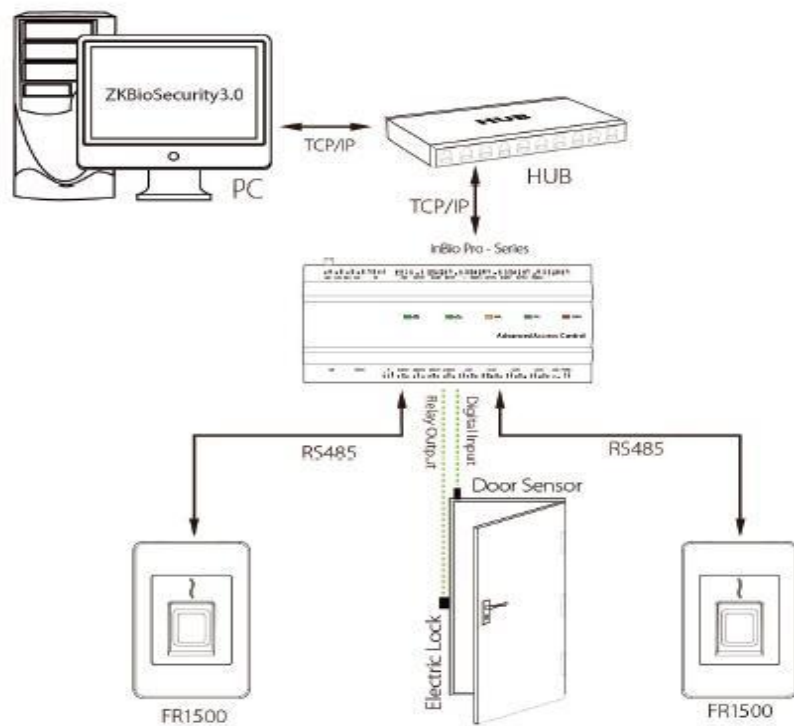 ZKBioSecurity3.0
PC
TCP/IP
HUB
HUB
TCP/IP
inBio Pro - Series
Advanced Access Control
RS485
Relay Output
Digital Input
RS485
Door Sensor
Electric Lock
FR1500
FR1500